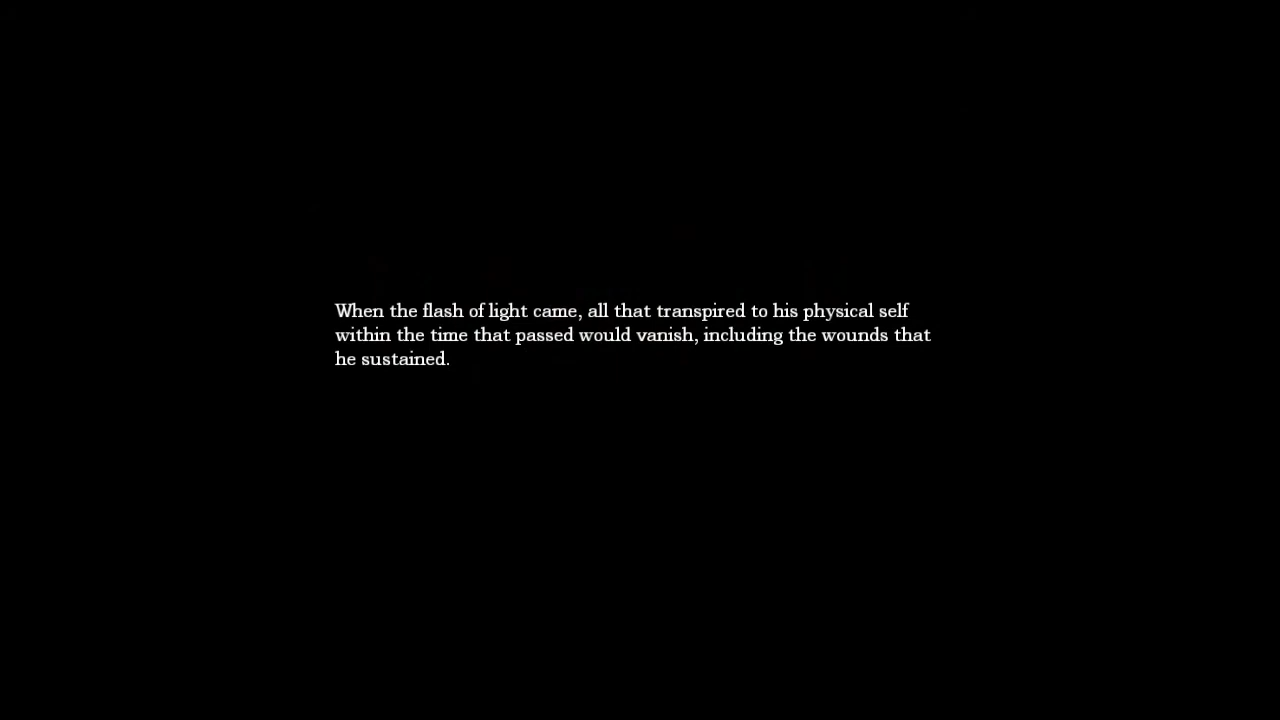 When the flash of light came, all that transpired to his physical self
within the time that passed would vanish, including the wounds that
he sustained.